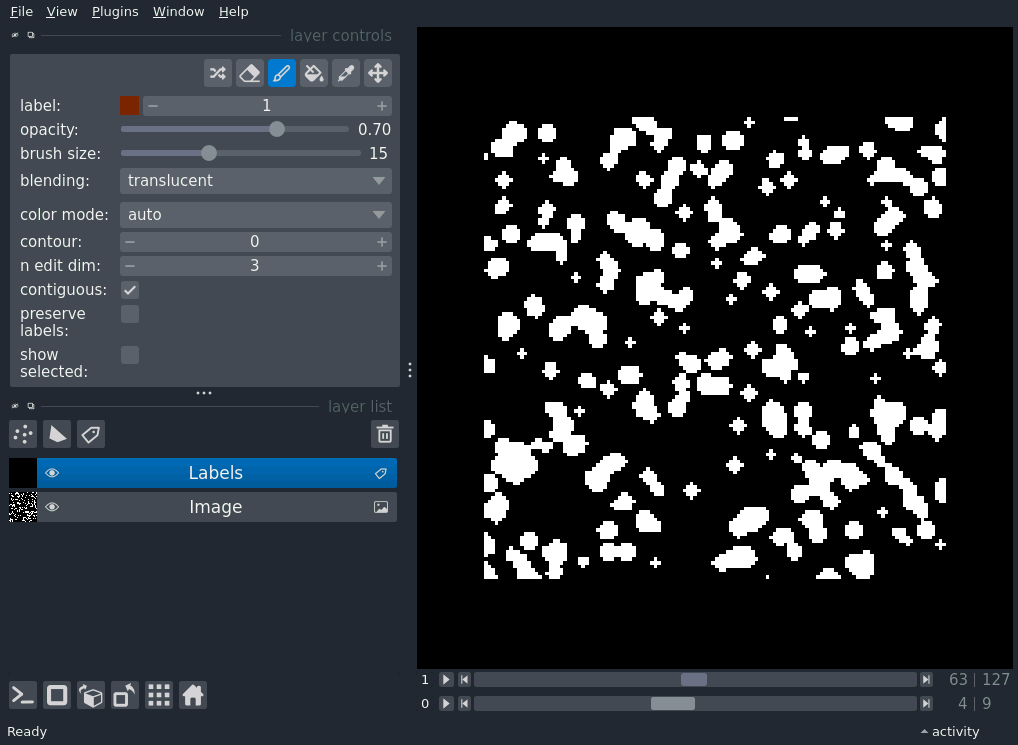 File View Plugins Window Help
layer controls
label: 1
opacity: 0.70
brush size: 15
blending: translucent
color mode: auto
contour: 0
n edit dim: 3
contiguous:
preserve
labels:
show
selected:
layer list
Labels
Image
1 63 | 127
0 4 | 9
Ready activity